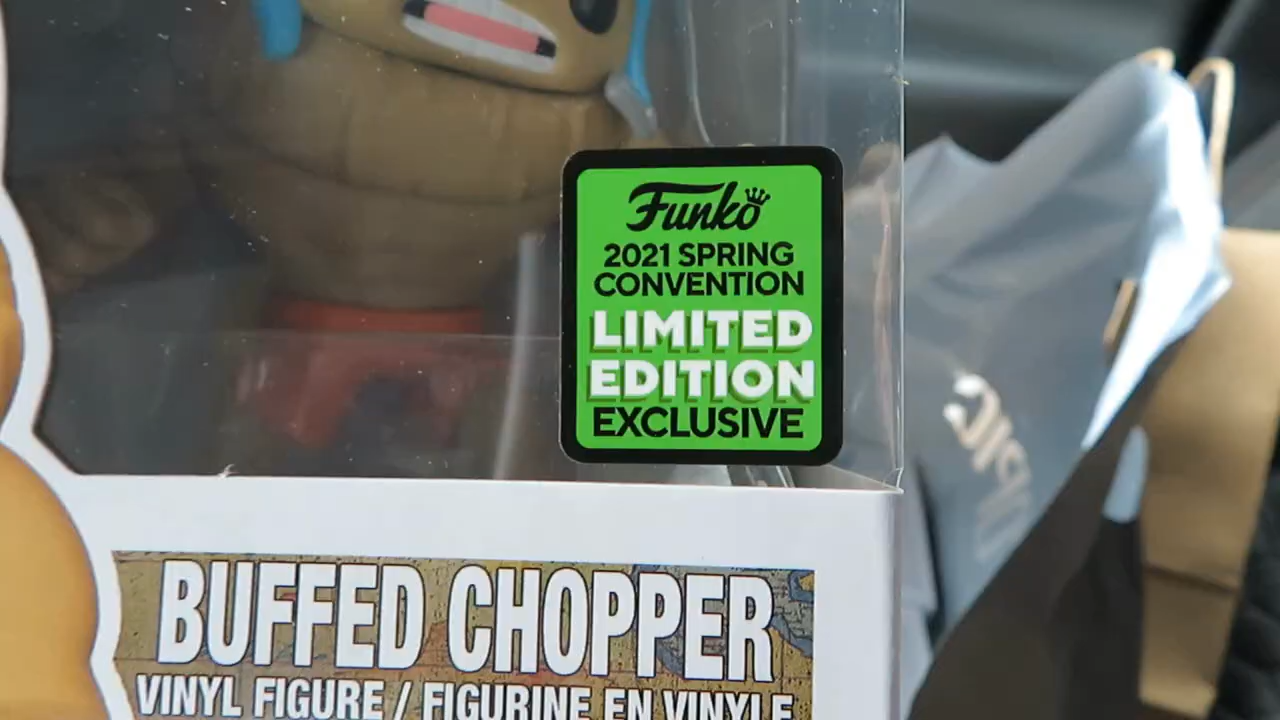 Funko
2021 SPRING
CONVENTION
LIMITED
EDITION
EXCLUSIVE
BUFFED CHOPPER
VINYL FIGURE / FIGURINE EN VINYLE